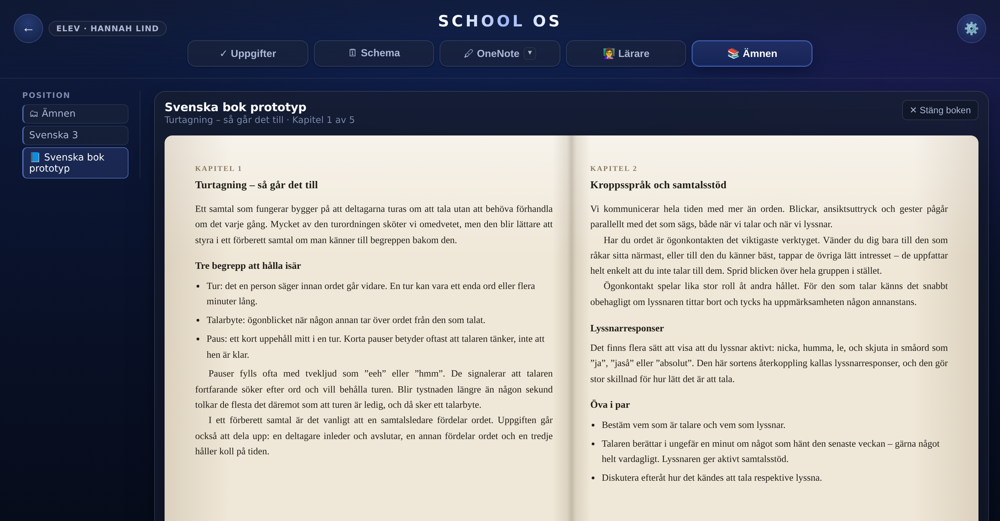 ← ELEV · HANNAH LIND
SCHOOL OS
✓ Uppgifter
Schema
OneNote ▼
Lärare
Ämnen
POSITION
Ämnen
Svenska 3
Svenska bok
prototyp
Svenska bok prototyp
Turtagning – så går det till · Kapitel 1 av 5
✕ Stäng boken
KAPITEL 1
Turtagning – så går det till
Ett samtal som fungerar bygger på att deltagarna turas om att tala utan att behöva förhandla
om det varje gång. Mycket av den turordningen sköter vi omedvetet, men den blir lättare att
styra i ett förberett samtal om man känner till begreppen bakom den.
Tre begrepp att hålla isär
• Tur: det en person säger innan ordet går vidare. En tur kan vara ett enda ord eller flera
minuter lång.
• Talarbyte: ögonblicket när någon annan tar över ordet från den som talat.
• Paus: ett kort uppehåll mitt i en tur. Korta pauser betyder oftast att talaren tänker, inte att
hen är klar.
Pauser fylls ofta med tvekljud som ”eeh” eller ”hmm”. De signalerar att talaren
fortfarande söker efter ord och vill behålla turen. Blir tystnaden längre än någon sekund
tolkar de flesta det däremot som att turen är ledig, och då sker ett talarbyte.
I ett förberett samtal är det vanligt att en samtalsledare fördelar ordet. Uppgiften går
också att dela upp: en deltagare inleder och avslutar, en annan fördelar ordet och en tredje
håller koll på tiden.
KAPITEL 2
Kroppsspråk och samtalsstöd
Vi kommunicerar hela tiden med mer än orden. Blickar, ansiktsuttryck och gester pågår
parallellt med det som sägs, både när vi talar och när vi lyssnar.
Har du ordet är ögonkontakten det viktigaste verktyget. Vänder du dig bara till den som
råkar sitta närmast, eller till den du känner bäst, tappar de övriga lätt intresset – de uppfattar
helt enkelt att du inte talar till dem. Sprid blicken över hela gruppen i stället.
Ögonkontakt spelar lika stor roll åt andra hållet. För den som talar känns det snabbt
obehagligt om lyssnaren tittar bort och tycks ha uppmärksamheten någon annanstans.
Lyssnarresponser
Det finns flera sätt att visa att du lyssnar aktivt: nicka, humma, le, och skjuta in småord som
”ja”, ”jaså” eller ”absolut”. Den här sortens återkoppling kallas lyssnarresponser, och den gör
stor skillnad för hur lätt det är att tala.
Öva i par
• Bestäm vem som är talare och vem som lyssnar.
• Talaren berättar i ungefär en minut om något som hänt den senaste veckan – gärna något
helt vardagligt. Lyssnaren ger aktivt samtalsstöd.
• Diskutera efteråt hur det kändes att tala respektive lyssna.